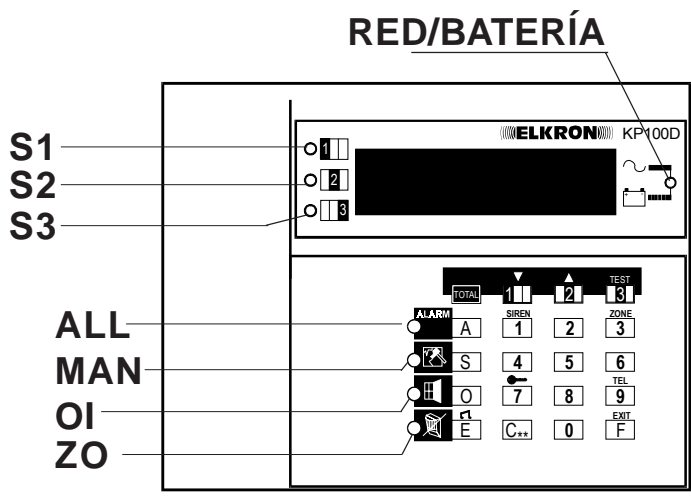 RED/BATERÍA
ELKRON KP100D
S1 1
S2 2
S3 3
TEST
TOTAL 1 2 3
ALARM SIREN ZONE
ALL A 1 2 3
MAN S 4 5 6
TEL
OI O 7 8 9
EXIT
ZO E C** 0 F